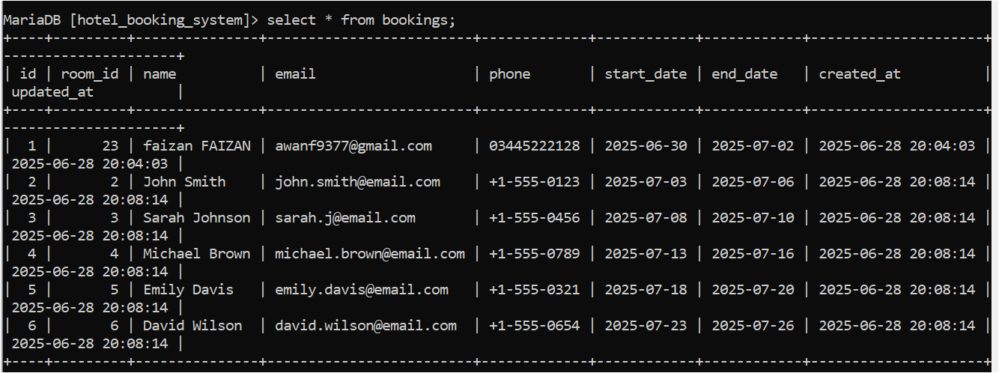 MariaDB [hotel_booking_system]> select * from bookings;
+----+---------+---------------+-------------------------+-------------+------------+------------+---------------------+
---------------------+
| id | room_id | name          | email                   | phone       | start_date | end_date   | created_at          |
 updated_at          |
+----+---------+---------------+-------------------------+-------------+------------+------------+---------------------+
---------------------+
|  1 |      23 | faizan FAIZAN | awanf9377@gmail.com     | 03445222128 | 2025-06-30 | 2025-07-02 | 2025-06-28 20:04:03 |
 2025-06-28 20:04:03 |
|  2 |       2 | John Smith    | john.smith@email.com    | +1-555-0123 | 2025-07-03 | 2025-07-06 | 2025-06-28 20:08:14 |
 2025-06-28 20:08:14 |
|  3 |       3 | Sarah Johnson | sarah.j@email.com       | +1-555-0456 | 2025-07-08 | 2025-07-10 | 2025-06-28 20:08:14 |
 2025-06-28 20:08:14 |
|  4 |       4 | Michael Brown | michael.brown@email.com | +1-555-0789 | 2025-07-13 | 2025-07-16 | 2025-06-28 20:08:14 |
 2025-06-28 20:08:14 |
|  5 |       5 | Emily Davis   | emily.davis@email.com   | +1-555-0321 | 2025-07-18 | 2025-07-20 | 2025-06-28 20:08:14 |
 2025-06-28 20:08:14 |
|  6 |       6 | David Wilson  | david.wilson@email.com  | +1-555-0654 | 2025-07-23 | 2025-07-26 | 2025-06-28 20:08:14 |
 2025-06-28 20:08:14 |
+----+---------+---------------+-------------------------+-------------+------------+------------+---------------------+